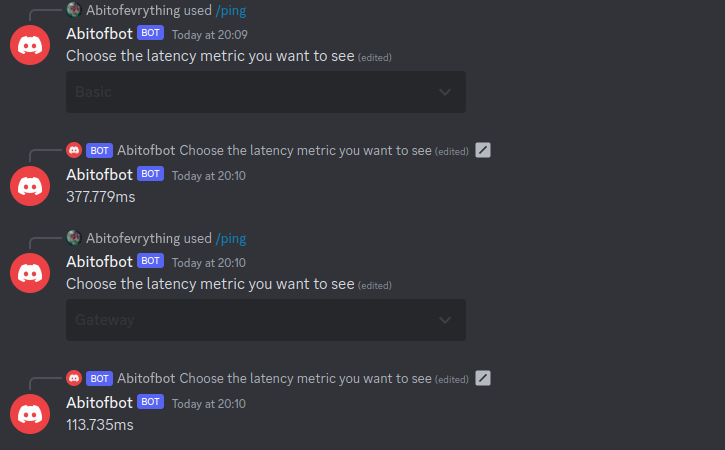 Abitofevrything used /ping
Abitofbot BOT Today at 20:09
Choose the latency metric you want to see (edited)
Basic
BOT Abitofbot Choose the latency metric you want to see (edited)
Abitofbot BOT Today at 20:10
377.779ms
Abitofevrything used /ping
Abitofbot BOT Today at 20:10
Choose the latency metric you want to see (edited)
Gateway
BOT Abitofbot Choose the latency metric you want to see (edited)
Abitofbot BOT Today at 20:10
113.735ms